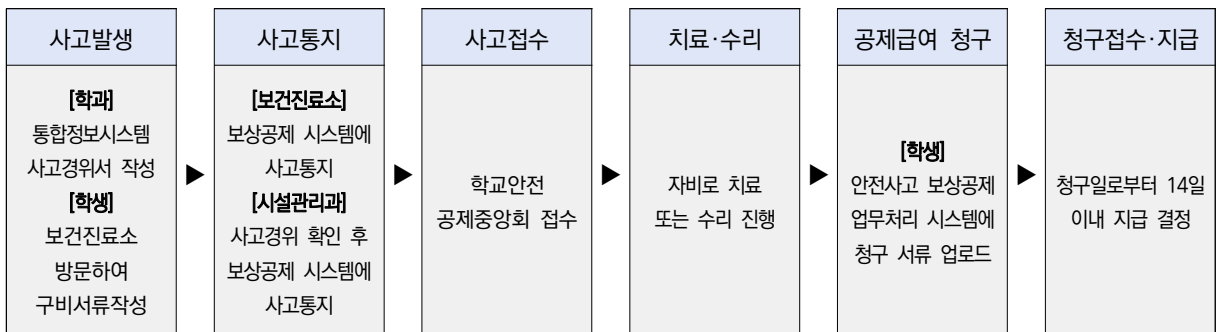 사고발생
[학과]
통합정보시스템
사고경위서 작성
[학생]
보건진료소
방문하여
구비서류작성
▶
사고통지
[보건진료소]
보상공제 시스템에
사고통지
[시설관리과]
사고경위 확인 후
보상공제 시스템에
사고통지
▶
사고접수
학교안전
공제중앙회 접수
▶
치료·수리
자비로 치료
또는 수리 진행
▶
공제급여 청구
[학생]
안전사고 보상공제
업무처리 시스템에
청구 서류 업로드
▶
청구접수·지급
청구일로부터 14일
이내 지급 결정